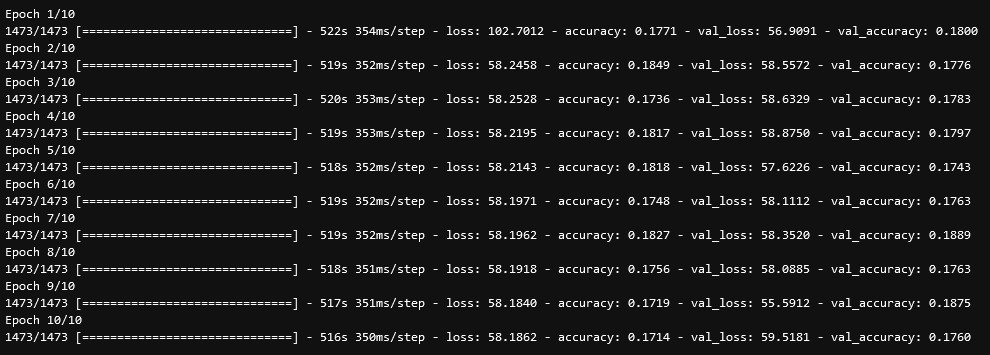 Epoch 1/10
1473/1473 [==============================] - 522s 354ms/step - loss: 102.7012 - accuracy: 0.1771 - val_loss: 56.9091 - val_accuracy: 0.1800
Epoch 2/10
1473/1473 [==============================] - 519s 352ms/step - loss: 58.2458 - accuracy: 0.1849 - val_loss: 58.5572 - val_accuracy: 0.1776
Epoch 3/10
1473/1473 [==============================] - 520s 353ms/step - loss: 58.2528 - accuracy: 0.1736 - val_loss: 58.6329 - val_accuracy: 0.1783
Epoch 4/10
1473/1473 [==============================] - 519s 353ms/step - loss: 58.2195 - accuracy: 0.1817 - val_loss: 58.8750 - val_accuracy: 0.1797
Epoch 5/10
1473/1473 [==============================] - 518s 352ms/step - loss: 58.2143 - accuracy: 0.1818 - val_loss: 57.6226 - val_accuracy: 0.1743
Epoch 6/10
1473/1473 [==============================] - 519s 352ms/step - loss: 58.1971 - accuracy: 0.1748 - val_loss: 58.1112 - val_accuracy: 0.1763
Epoch 7/10
1473/1473 [==============================] - 519s 352ms/step - loss: 58.1962 - accuracy: 0.1827 - val_loss: 58.3520 - val_accuracy: 0.1889
Epoch 8/10
1473/1473 [==============================] - 518s 351ms/step - loss: 58.1918 - accuracy: 0.1756 - val_loss: 58.0885 - val_accuracy: 0.1763
Epoch 9/10
1473/1473 [==============================] - 517s 351ms/step - loss: 58.1840 - accuracy: 0.1719 - val_loss: 55.5912 - val_accuracy: 0.1875
Epoch 10/10
1473/1473 [==============================] - 516s 350ms/step - loss: 58.1862 - accuracy: 0.1714 - val_loss: 59.5181 - val_accuracy: 0.1760